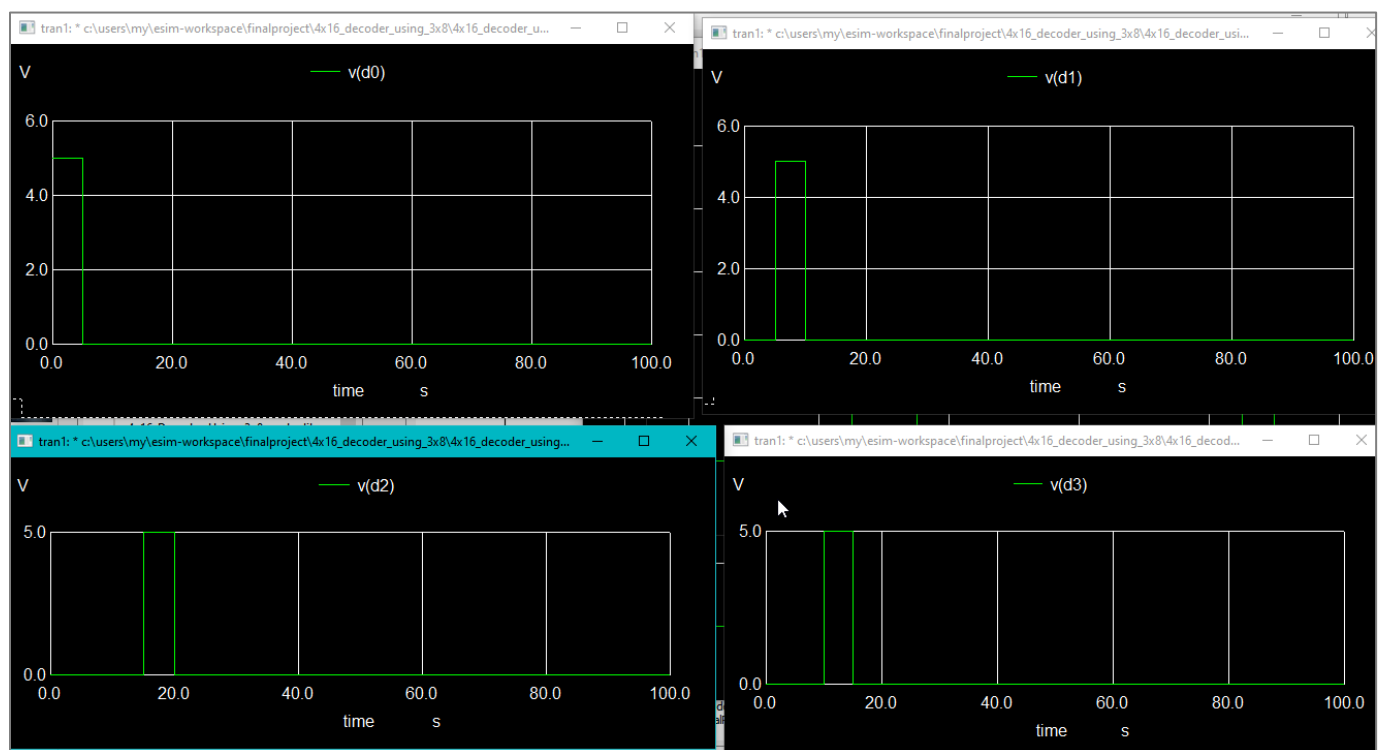 tran1: * c:\users\my\esim-workspace\finalproject\4x16_decoder_using_3x8\4x16_decoder_u...
V
v(d0)
6.0
4.0
2.0
0.0
0.0 20.0 40.0 60.0 80.0 100.0
time s
tran1: * c:\users\my\esim-workspace\finalproject\4x16_decoder_using_3x8\4x16_decoder_usi...
V
v(d1)
6.0
4.0
2.0
0.0
0.0 20.0 40.0 60.0 80.0 100.0
time s
tran1: * c:\users\my\esim-workspace\finalproject\4x16_decoder_using_3x8\4x16_decoder_using...
V
v(d2)
5.0
0.0
0.0 20.0 40.0 60.0 80.0 100.0
time s
tran1: * c:\users\my\esim-workspace\finalproject\4x16_decoder_using_3x8\4x16_decod...
V
v(d3)
5.0
0.0
0.0 20.0 40.0 60.0 80.0 100.0
time s